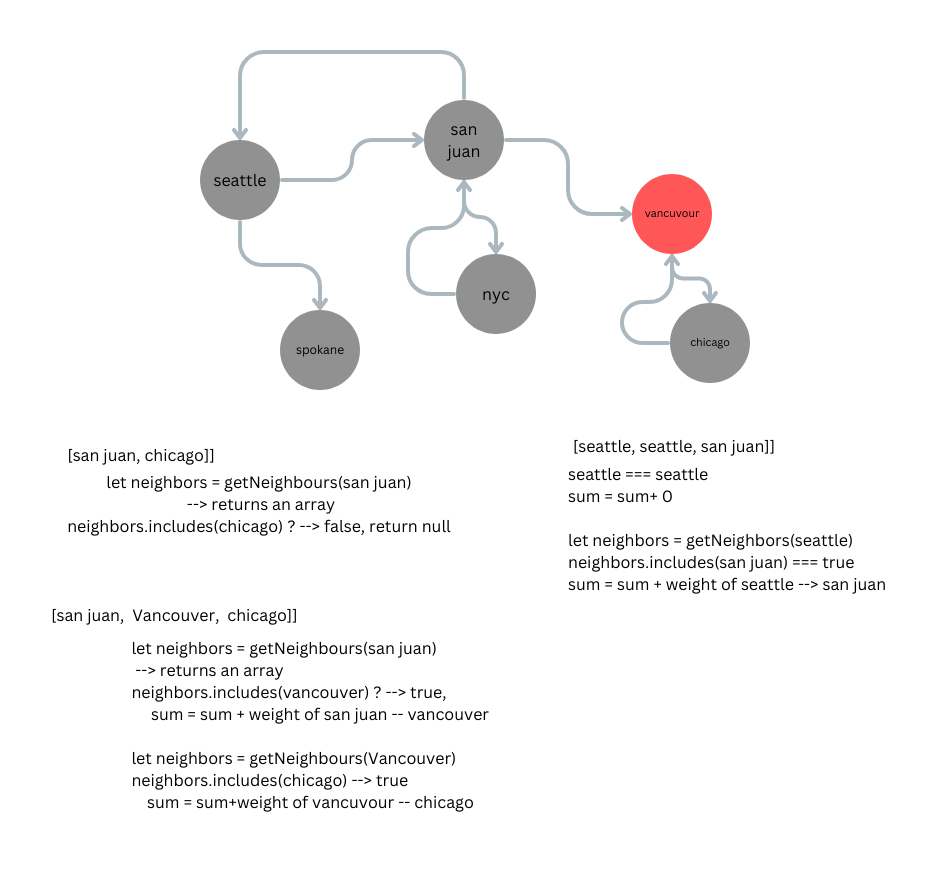 san
juan
seattle
vancuvour
nyc
spokane
chicago
[san juan, chicago]]
let neighbors = getNeighbours(san juan)
--> returns an array
neighbors.includes(chicago) ? --> false, return null
[seattle, seattle, san juan]]
seattle === seattle
sum = sum+ 0
let neighbors = getNeighbors(seattle)
neighbors.includes(san juan) === true
sum = sum + weight of seattle --> san juan
[san juan,  Vancouver,  chicago]]
let neighbors = getNeighbours(san juan)
--> returns an array
neighbors.includes(vancouver) ? --> true,
sum = sum + weight of san juan -- vancouver
let neighbors = getNeighbours(Vancouver)
neighbors.includes(chicago) --> true
sum = sum+weight of vancuvour -- chicago